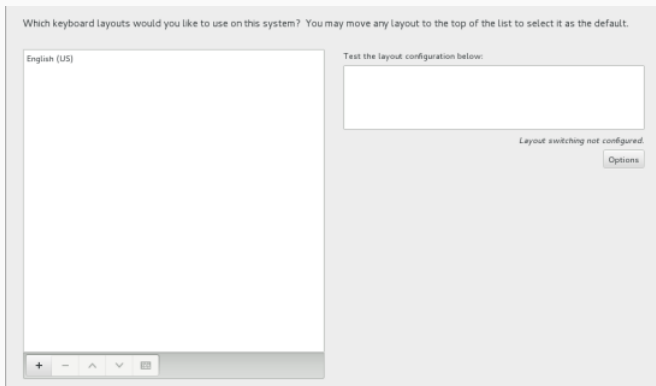 Which keyboard layouts would you like to use on this system? You may move any layout to the top of the list to select it as the default.
English (US)
Test the layout configuration below:
Layout switching not configured.
Options